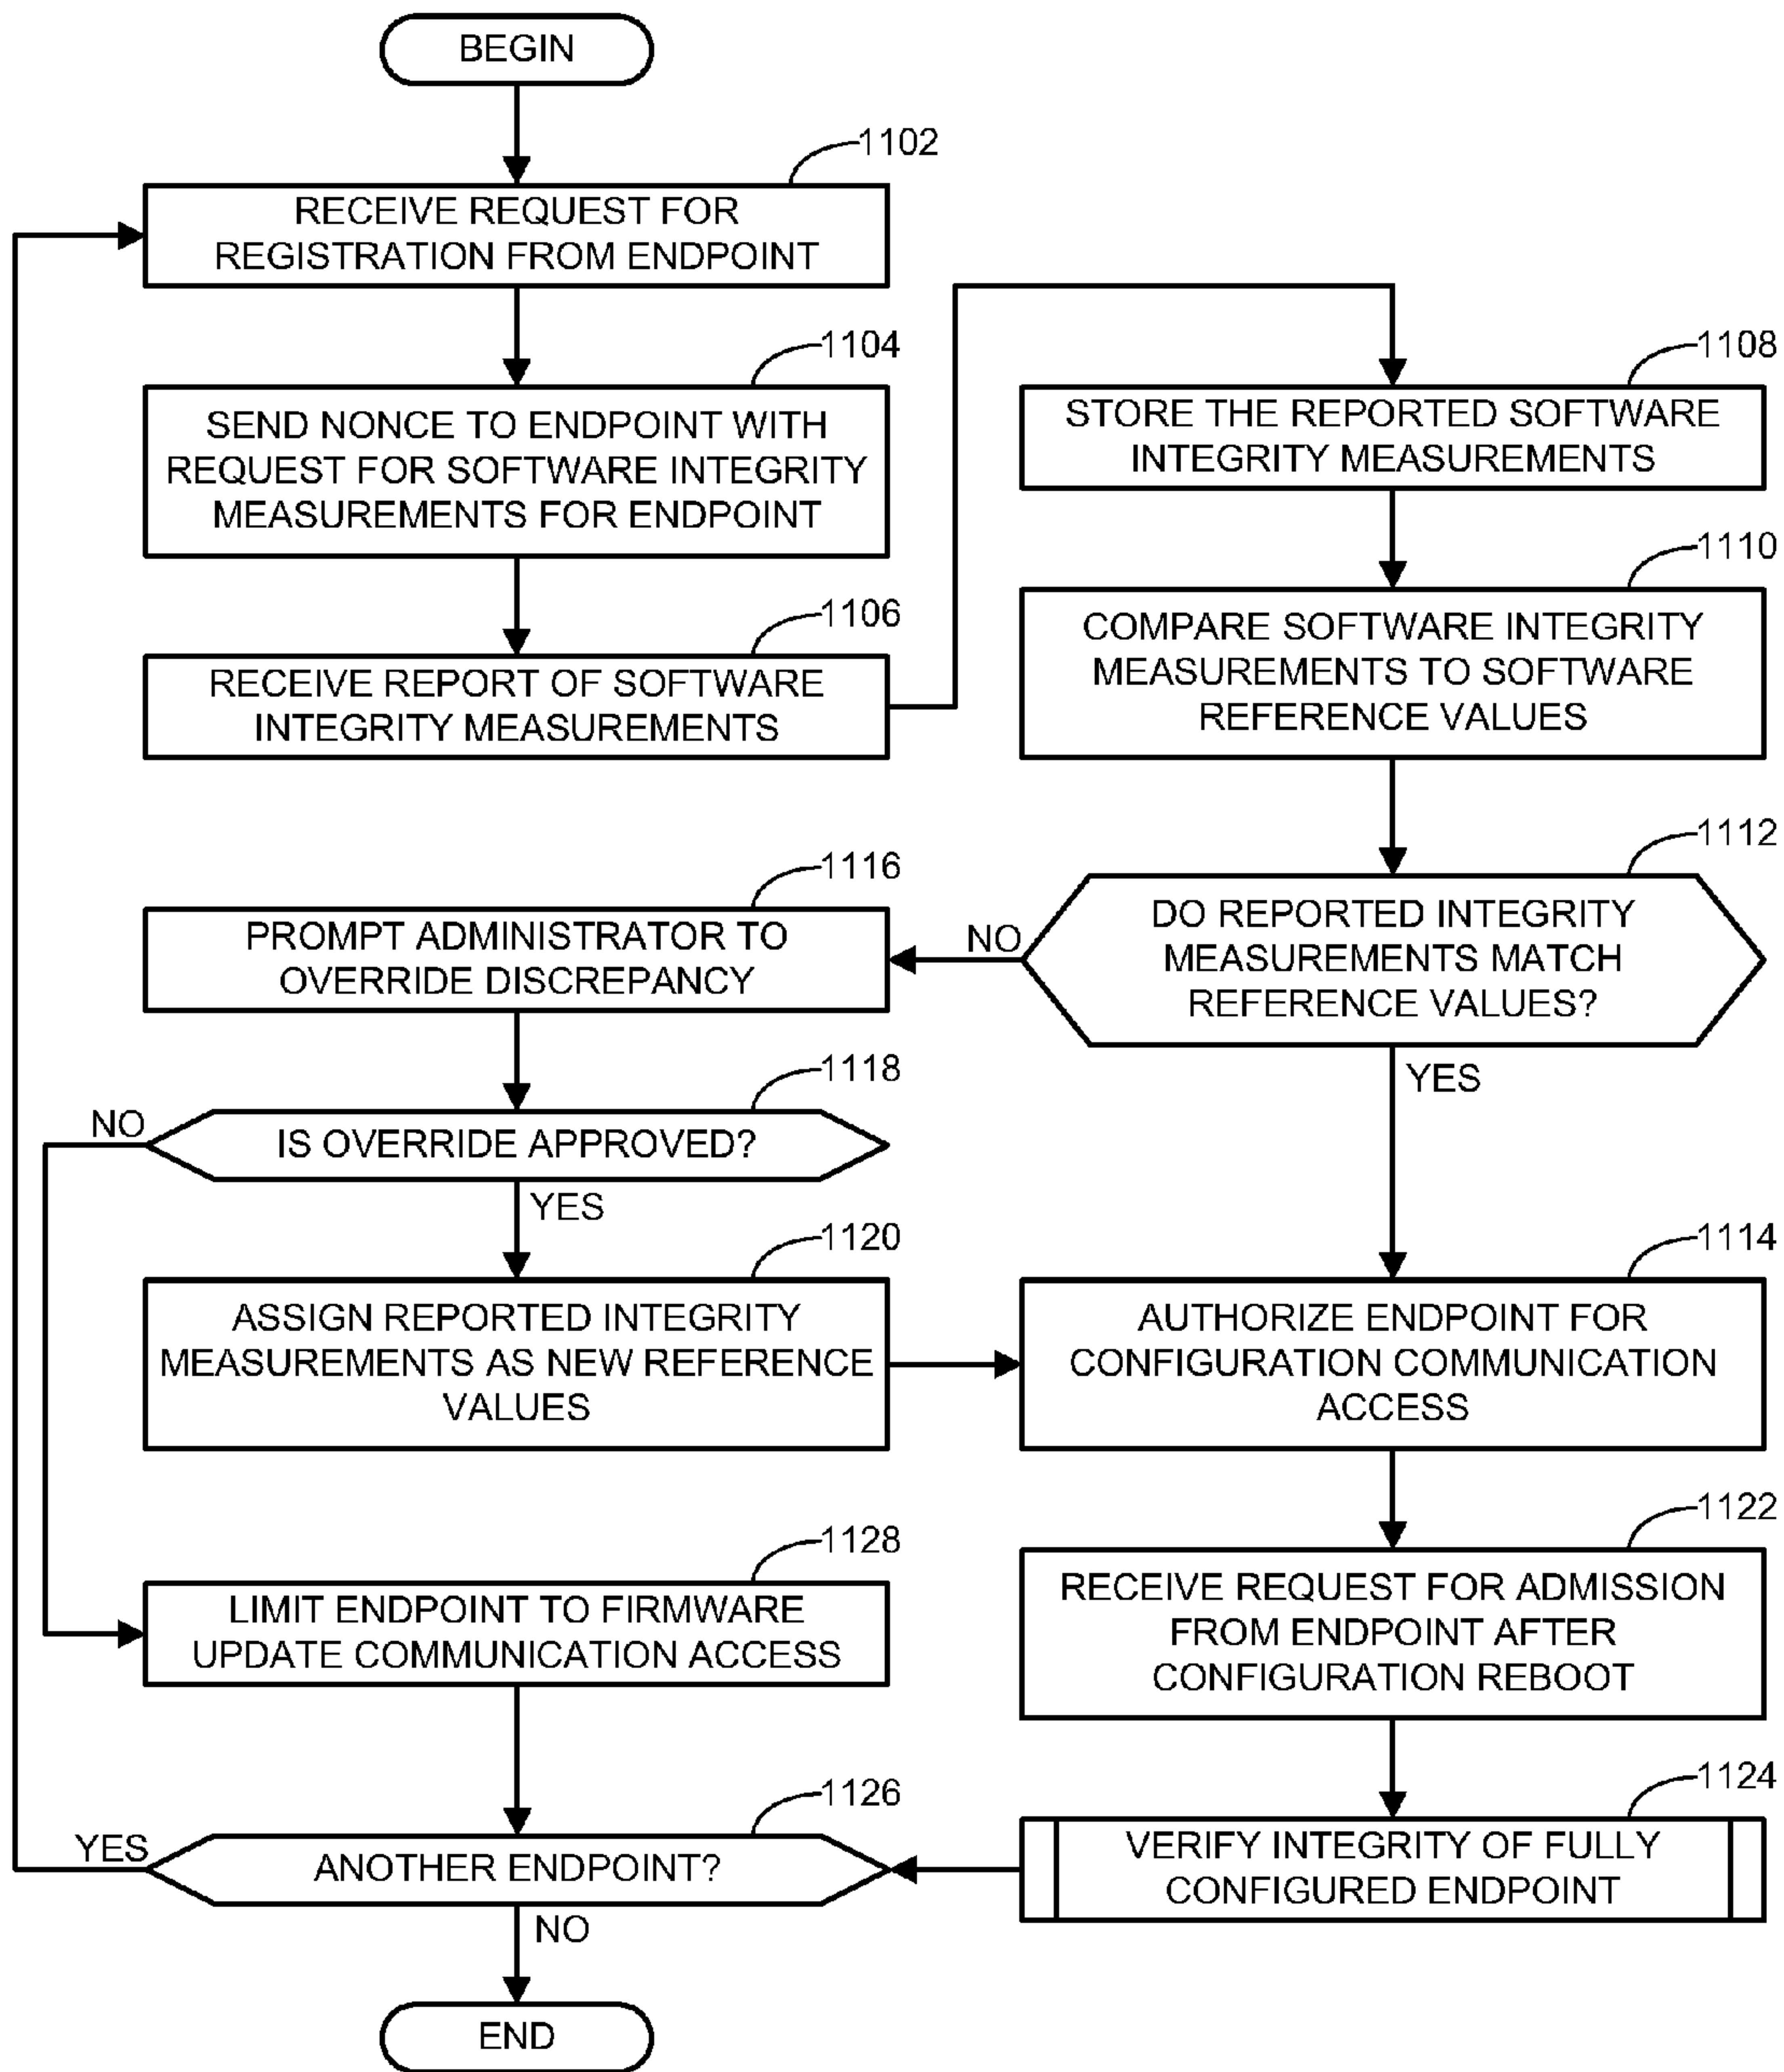 BEGIN
1102
RECEIVE REQUEST FOR
REGISTRATION FROM ENDPOINT
1104
SEND NONCE TO ENDPOINT WITH
REQUEST FOR SOFTWARE INTEGRITY
MEASUREMENTS FOR ENDPOINT
1106
RECEIVE REPORT OF SOFTWARE
INTEGRITY MEASUREMENTS
1108
STORE THE REPORTED SOFTWARE
INTEGRITY MEASUREMENTS
1110
COMPARE SOFTWARE INTEGRITY
MEASUREMENTS TO SOFTWARE
REFERENCE VALUES
1112
DO REPORTED INTEGRITY
MEASUREMENTS MATCH
REFERENCE VALUES?
NO
YES
1116
PROMPT ADMINISTRATOR TO
OVERRIDE DISCREPANCY
1118
IS OVERRIDE APPROVED?
NO
YES
1120
ASSIGN REPORTED INTEGRITY
MEASUREMENTS AS NEW REFERENCE
VALUES
1114
AUTHORIZE ENDPOINT FOR
CONFIGURATION COMMUNICATION
ACCESS
1122
RECEIVE REQUEST FOR ADMISSION
FROM ENDPOINT AFTER
CONFIGURATION REBOOT
1124
VERIFY INTEGRITY OF FULLY
CONFIGURED ENDPOINT
1128
LIMIT ENDPOINT TO FIRMWARE
UPDATE COMMUNICATION ACCESS
1126
ANOTHER ENDPOINT?
YES
NO
END